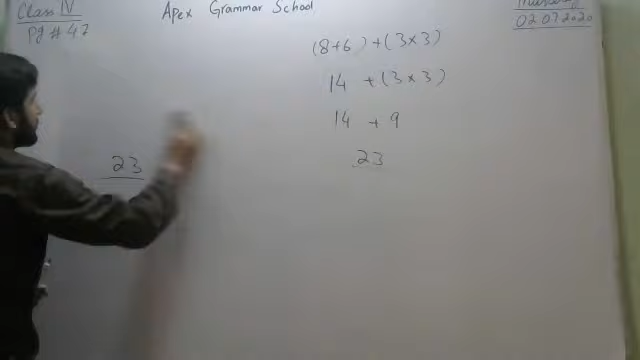 Class IV
Pg # 47
Apex Grammar School
02.07.2020
(8+6) + (3×3)
14 + (3×3)
14 + 9
23
23